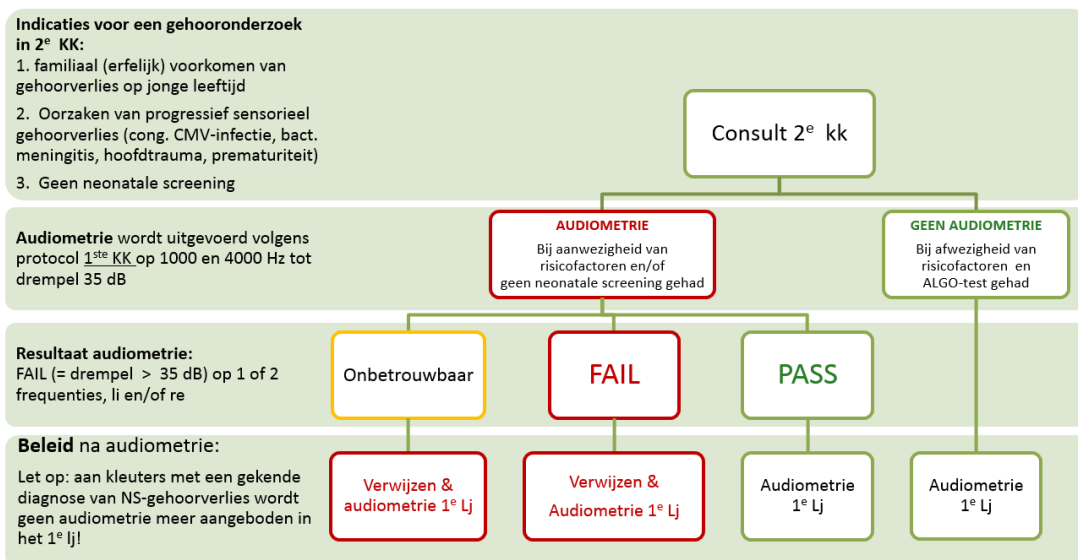 Indicaties voor een gehooronderzoek
in 2e KK:
1. familiaal (erfelijk) voorkomen van
gehoorverlies op jonge leeftijd
2. Oorzaken van progressief sensorieel
gehoorverlies (cong. CMV-infectie, bact.
meningitis, hoofdtrauma, prematuriteit)
3. Geen neonatale screening
Consult 2e kk
Audiometrie wordt uitgevoerd volgens
protocol 1ste KK op 1000 en 4000 Hz tot
drempel 35 dB
AUDIOMETRIE
Bij aanwezigheid van
risicofactoren en/of
geen neonatale screening gehad
GEEN AUDIOMETRIE
Bij afwezigheid van
risicofactoren en
ALGO-test gehad
Resultaat audiometrie:
FAIL (= drempel > 35 dB) op 1 of 2
frequenties, li en/of re
Onbetrouwbaar
FAIL
PASS
Beleid na audiometrie:
Let op: aan kleuters met een gekende
diagnose van NS-gehoorverlies wordt
geen audiometrie meer aangeboden in
het 1e lj!
Verwijzen &
audiometrie 1e Lj
Verwijzen &
Audiometrie 1e Lj
Audiometrie
1e Lj
Audiometrie
1e Lj